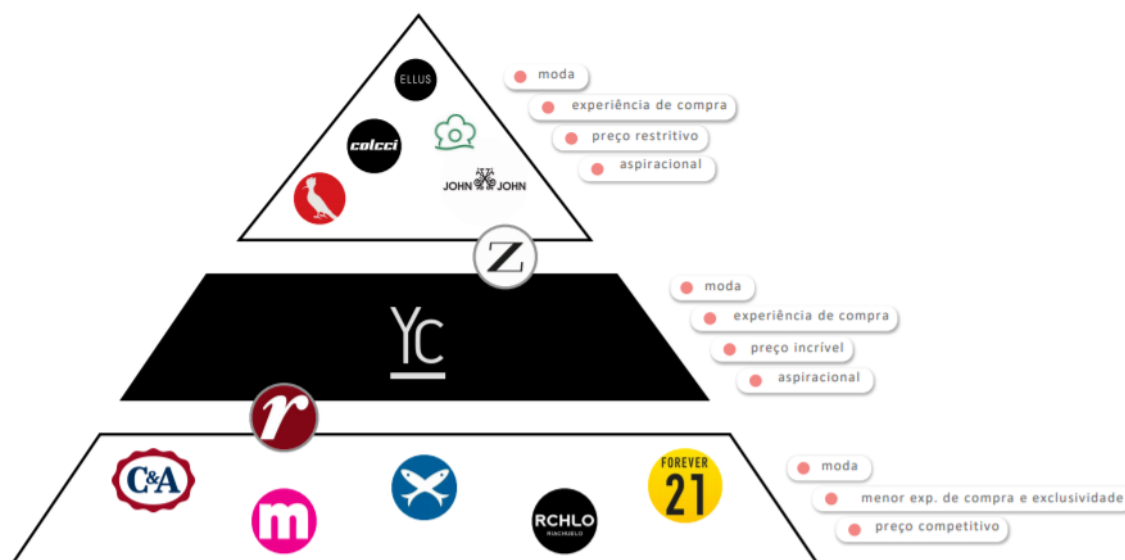 ELLUS
colcci
JOHN JOHN
moda
experiência de compra
preço restritivo
aspiracional
Z
YC
moda
experiência de compra
preço incrível
aspiracional
r
C&A
m
RCHLO
RIACHUELO
FOREVER
21
moda
menor exp. de compra e exclusividade
preço competitivo